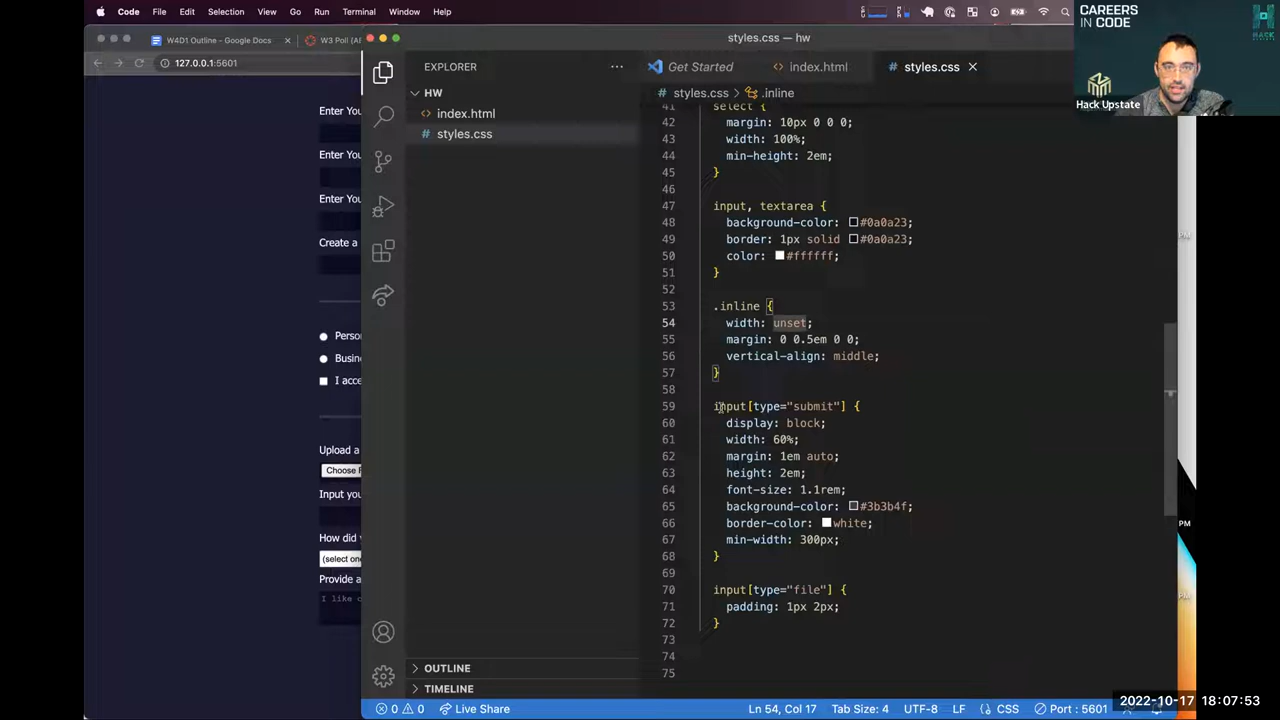 Code File Edit Selection View Go Run Terminal Window Help
W4D1 Outline - Google Docs
W3 Poll (AP
127.0.0.1:5601
Enter You
Enter You
Enter You
Create a
Perso
Busin
I acce
Upload a
Choose F
Input you
How did
(select one
Provide a
I like c
styles.css — hw
EXPLORER
HW
index.html
styles.css
OUTLINE
TIMELINE
Get Started
index.html
styles.css
styles.css > .inline
41 select {
42 margin: 10px 0 0 0;
43 width: 100%;
44 min-height: 2em;
45 }
46
47 input, textarea {
48 background-color: #0a0a23;
49 border: 1px solid #0a0a23;
50 color: #ffffff;
51 }
52
53 .inline {
54 width: unset;
55 margin: 0 0.5em 0 0;
56 vertical-align: middle;
57 }
58
59 input[type="submit"] {
60 display: block;
61 width: 60%;
62 margin: 1em auto;
63 height: 2em;
64 font-size: 1.1rem;
65 background-color: #3b3b4f;
66 border-color: white;
67 min-width: 300px;
68 }
69
70 input[type="file"] {
71 padding: 1px 2px;
72 }
73
74
75
0 0 Live Share
Ln 54, Col 17 Tab Size: 4 UTF-8 LF {} CSS Port : 5601
CAREERS
IN CODE
Hack Upstate
HACK
PM
PM
PM
2022-10-17 18:07:53